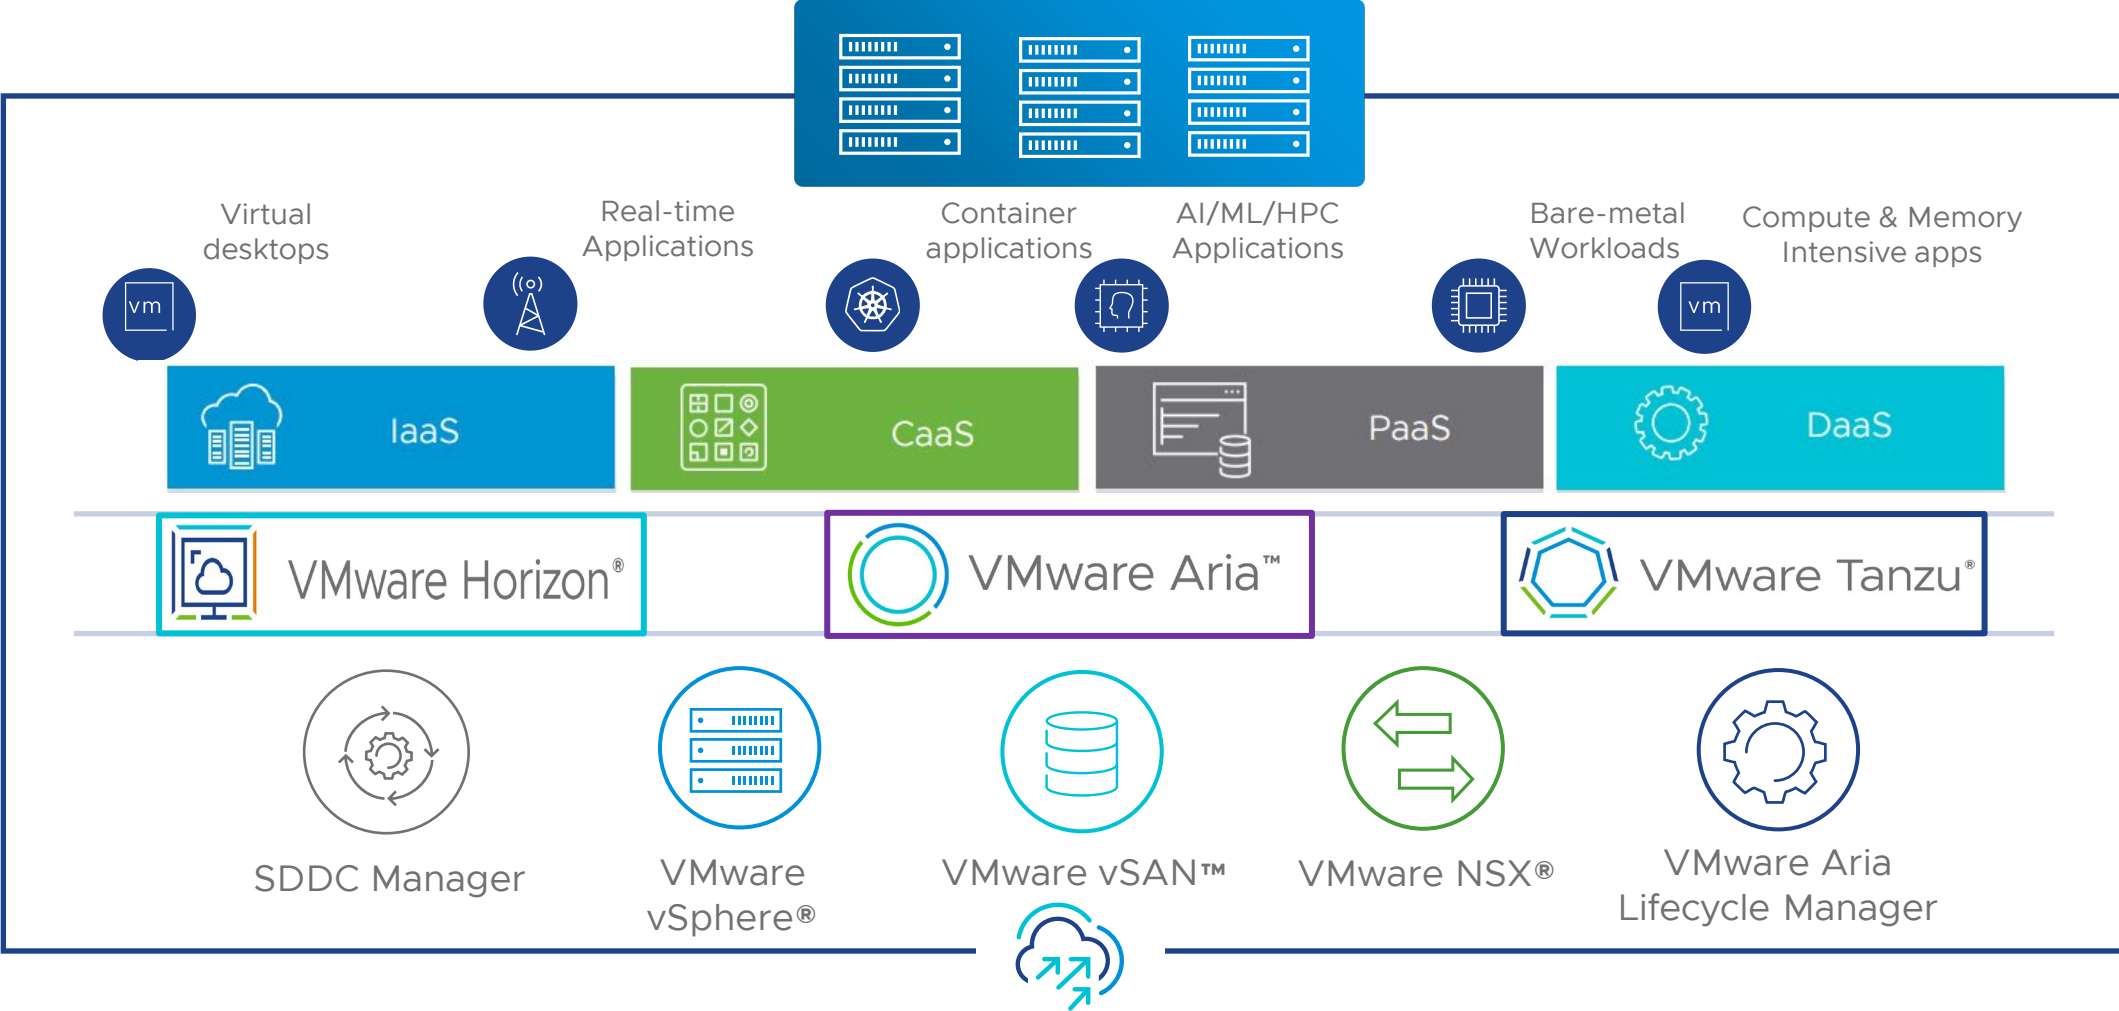 Virtual
desktops
Real-time
Applications
Container
applications
AI/ML/HPC
Applications
Bare-metal
Workloads
Compute & Memory
Intensive apps
vm
vm
IaaS
CaaS
PaaS
DaaS
VMware Horizon®
VMware Aria™
VMware Tanzu®
SDDC Manager
VMware
vSphere®
VMware vSAN™
VMware NSX®
VMware Aria
Lifecycle Manager